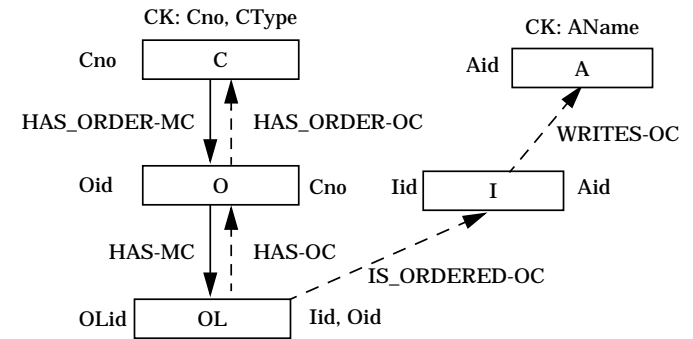 CK: Cno, CType
CK: AName
Cno C
Aid A
HAS_ORDER-MC HAS_ORDER-OC
WRITES-OC
Oid O Cno
Iid I Aid
HAS-MC HAS-OC
IS_ORDERED-OC
OLid OL Iid, Oid